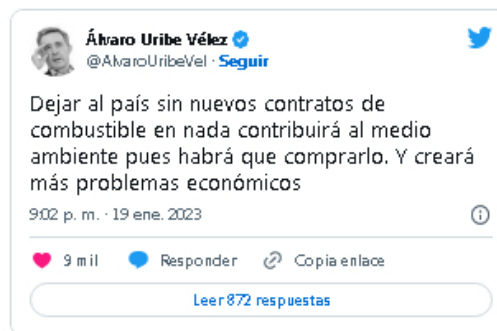 Álvaro Uribe Vélez
@AlvaroUribeVel · Seguir
Dejar al país sin nuevos contratos de
combustible en nada contribuirá al medio
ambiente pues habrá que comprarlo. Y creará
más problemas económicos
9:02 p. m. · 19 ene. 2023
9 mil Responder Copia enlace
Leer 872 respuestas